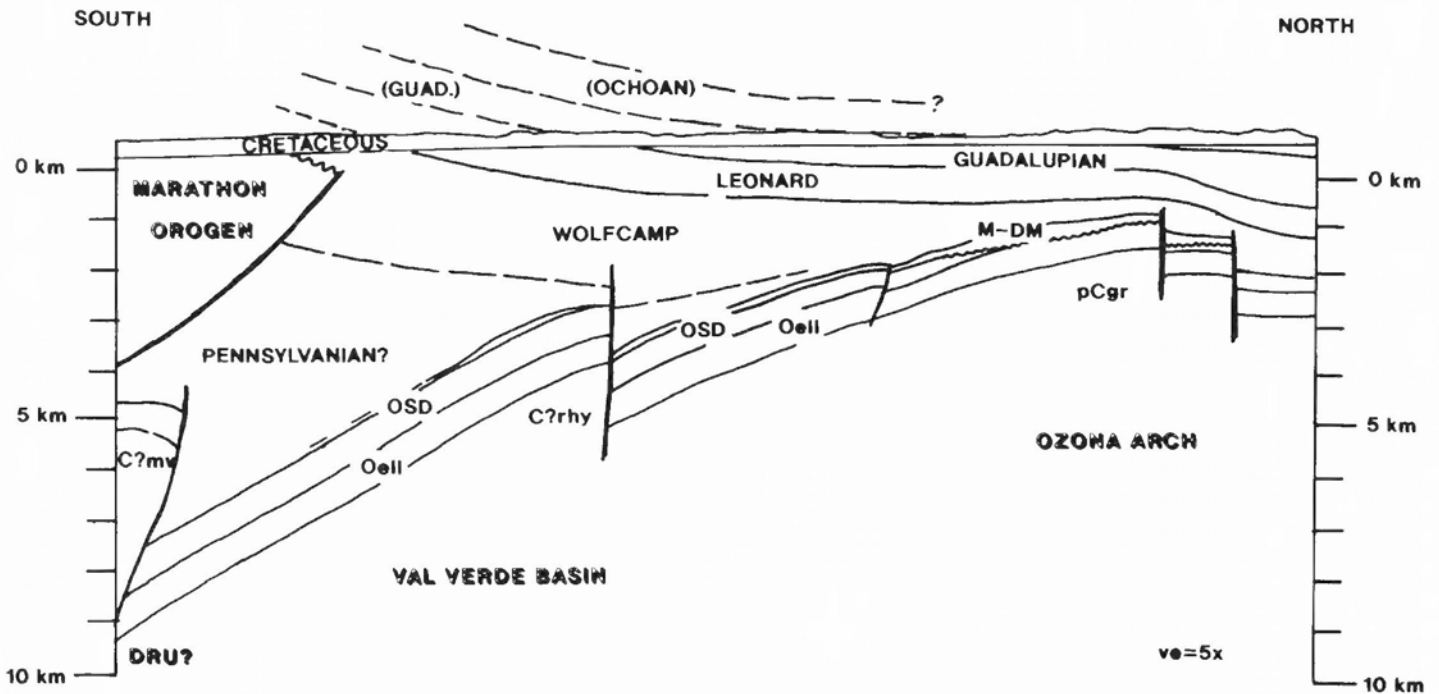 SOUTH
NORTH
(GUAD.)
(OCHOAN)
?
CRETACEOUS
0 km
MARATHON
OROGEN
GUADALUPIAN
LEONARD
0 km
WOLFCAMP
M-DM
pCgr
OSD
Oell
PENNSYLVANIAN?
OSD
C?rhy
5 km
5 km
OZONA ARCH
C?mv
Oell
VAL VERDE BASIN
DRU?
ve=5x
10 km
10 km